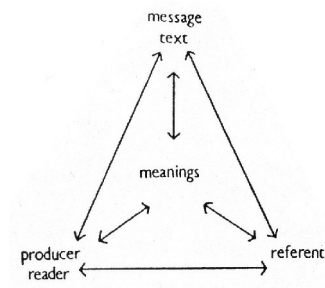 message
text
meanings
producer
reader
referent